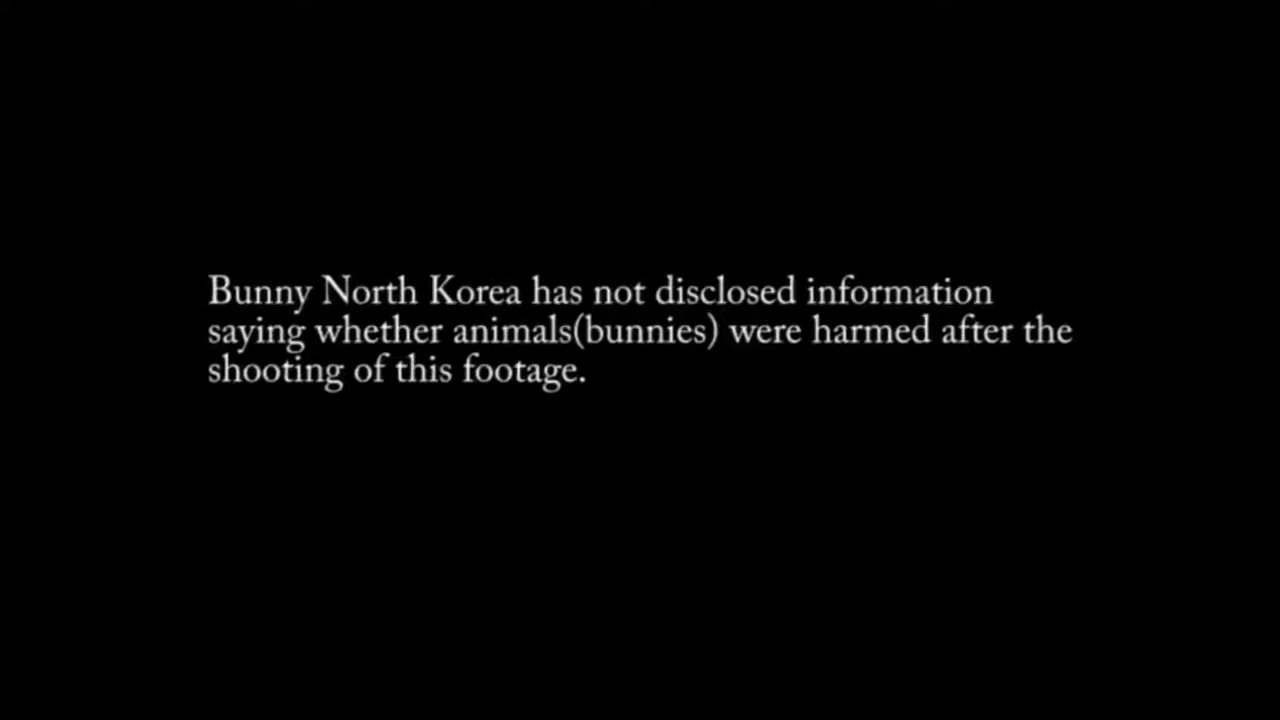 Bunny North Korea has not disclosed information
saying whether animals(bunnies) were harmed after the
shooting of this footage.